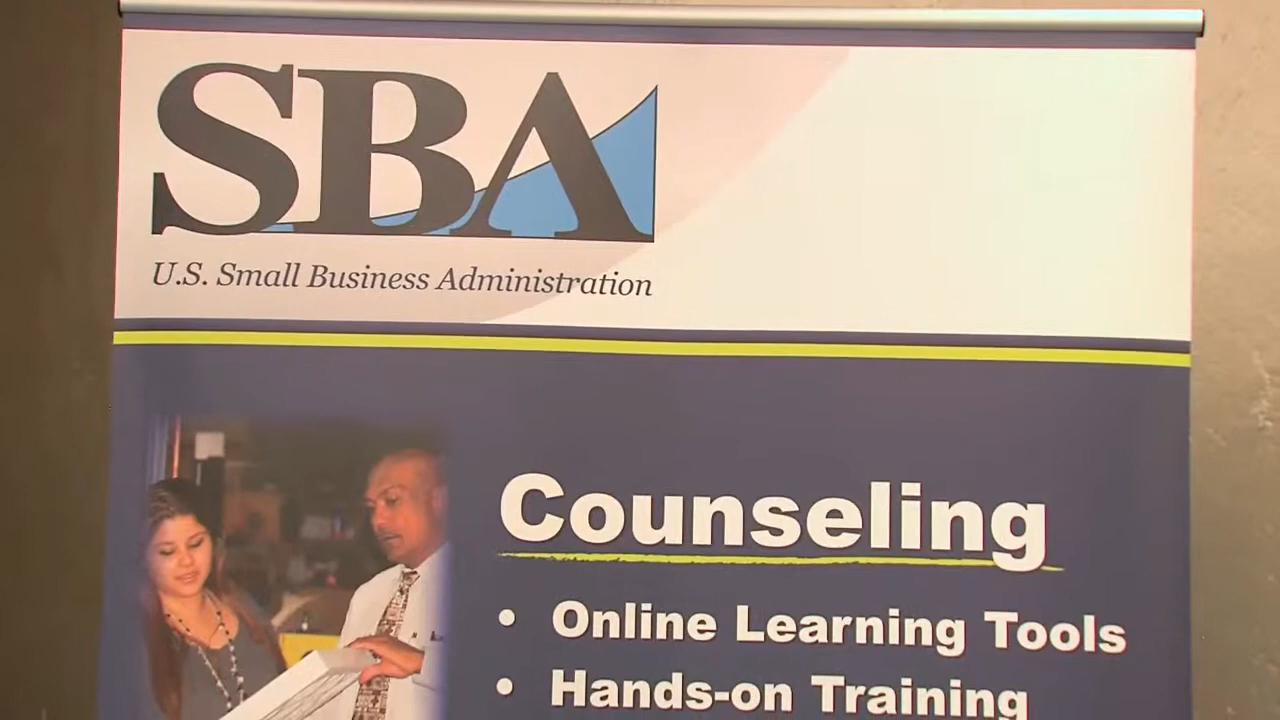 SBA
U.S. Small Business Administration
Counseling
• Online Learning Tools
• Hands-on Training